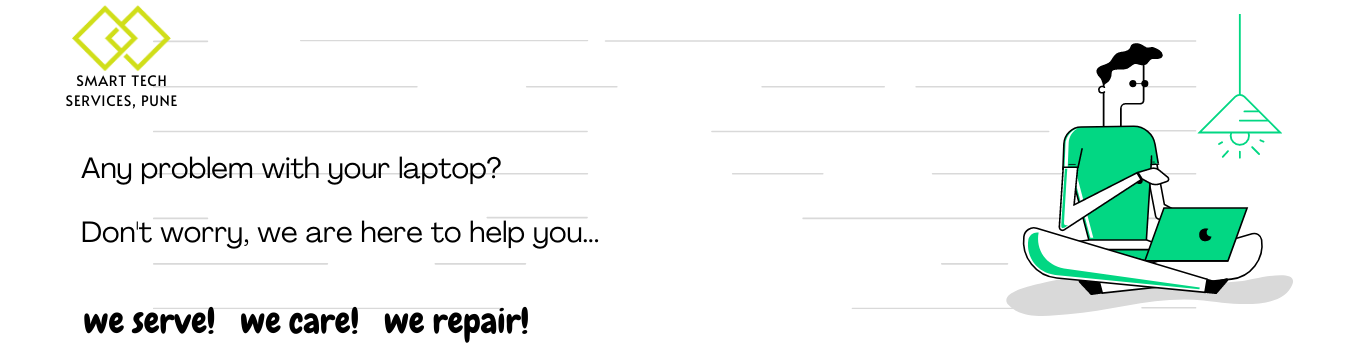 SMART TECH
SERVICES, PUNE
Any problem with your laptop?
Don't worry, we are here to help you...
we serve! we care! we repair!